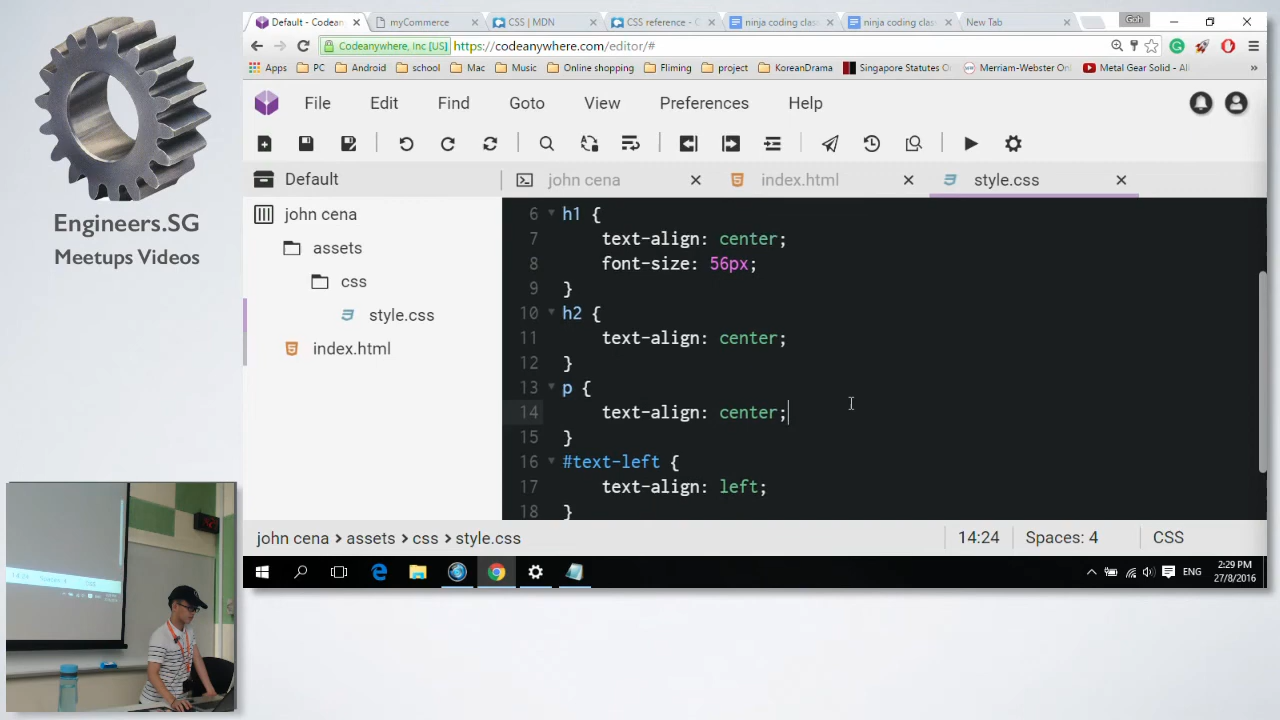 Default - Codean
myCommerce
CSS | MDN
CSS reference - C
ninja coding clas
ninja coding clas
New Tab
Goh
Codeanywhere, Inc [US]
https://codeanywhere.com/editor/#
Apps
PC
Android
school
Mac
Music
Online shopping
Fliming
project
KoreanDrama
Singapore Statutes O
Merriam-Webster On
Metal Gear Solid - Al
»
File
Edit
Find
Goto
View
Preferences
Help
Default
john cena
index.html
style.css
john cena
assets
css
style.css
index.html
6 h1 {
7 text-align: center;
8 font-size: 56px;
9 }
10 h2 {
11 text-align: center;
12 }
13 p {
14 text-align: center;
15 }
16 #text-left {
17 text-align: left;
18 }
john cena > assets > css > style.css
14:24
Spaces: 4
CSS
ENG
2:29 PM
27/8/2016
Engineers.SG
Meetups Videos